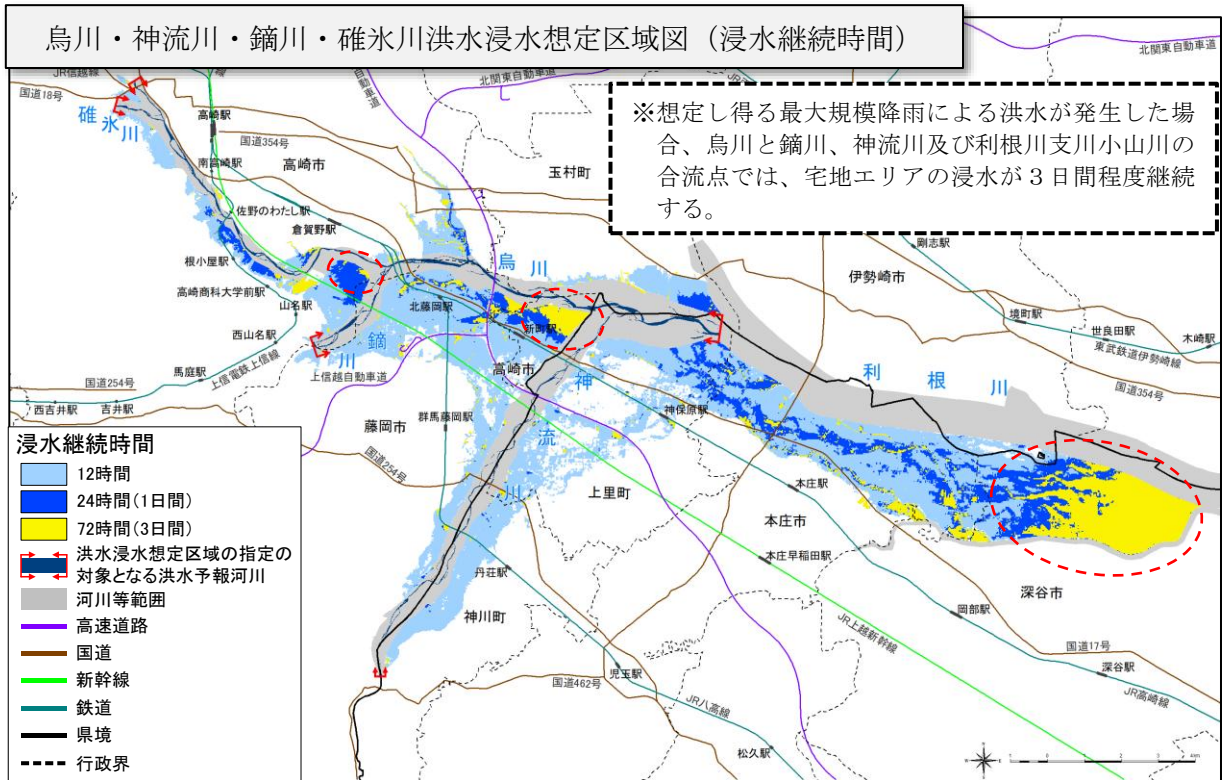 烏川・神流川・鏑川・碓氷川洪水浸水想定区域図（浸水継続時間）
※想定し得る最大規模降雨による洪水が発生した場
合、烏川と鏑川、神流川及び利根川支川小山川の
合流点では、宅地エリアの浸水が３日間程度継続
する。
JR信越線
国道18号
碓氷川
高崎駅
国道354号
南高崎駅
高崎市
佐野のわたし駅
倉賀野駅
根小屋駅
高崎商科大学前駅
山名駅
西山名駅
馬庭駅
上信電鉄上信線
国道254号
西吉井駅
吉井駅
自動車道
北関東自動車道
北関東自動車道
玉村町
烏川
北藤岡駅
新町駅
鏑川
上信越自動車道
高崎市
神流川
群馬藤岡駅
藤岡市
国道254号
神保原駅
上里町
丹荘駅
神川町
児玉駅
国道462号
JR八高線
松久駅
剛志駅
伊勢崎市
境町駅
世良田駅
木崎駅
東武鉄道伊勢崎線
国道354号
利根川
本庄駅
本庄市
本庄早稲田駅
岡部駅
深谷市
JR上越新幹線
国道17号
深谷駅
JR高崎線
浸水継続時間
12時間
24時間(1日間)
72時間(3日間)
洪水浸水想定区域の指定の
対象となる洪水予報河川
河川等範囲
高速道路
国道
新幹線
鉄道
県境
行政界